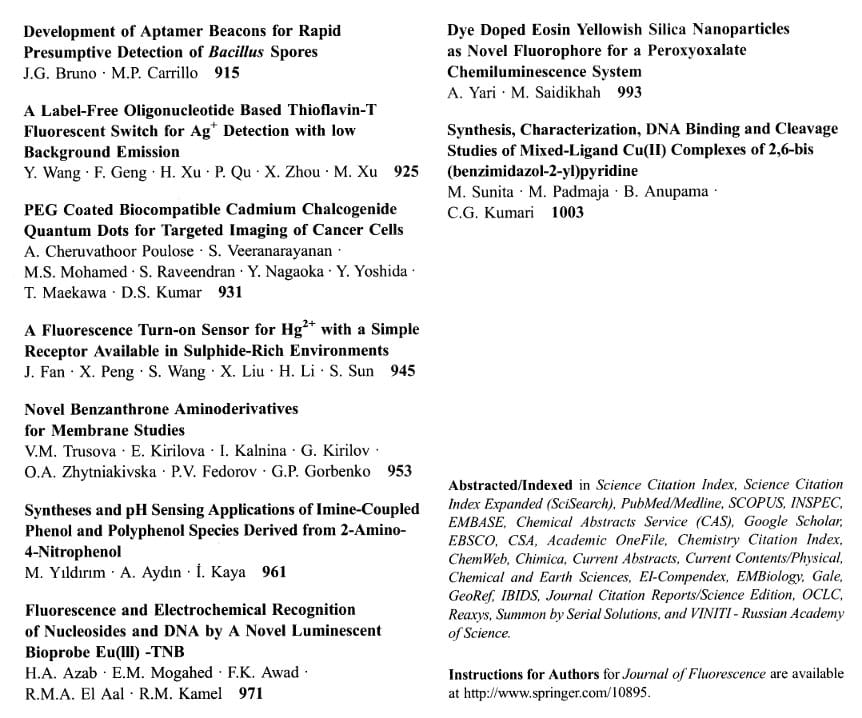 Development of Aptamer Beacons for Rapid
Presumptive Detection of Bacillus Spores
J.G. Bruno · M.P. Carrillo 915
A Label-Free Oligonucleotide Based Thioflavin-T
Fluorescent Switch for Ag⁺ Detection with low
Background Emission
Y. Wang · F. Geng · H. Xu · P. Qu · X. Zhou · M. Xu 925
PEG Coated Biocompatible Cadmium Chalcogenide
Quantum Dots for Targeted Imaging of Cancer Cells
A. Cheruvathoor Poulose · S. Veeranarayanan ·
M.S. Mohamed · S. Raveendran · Y. Nagaoka · Y. Yoshida ·
T. Maekawa · D.S. Kumar 931
A Fluorescence Turn-on Sensor for Hg²⁺ with a Simple
Receptor Available in Sulphide-Rich Environments
J. Fan · X. Peng · S. Wang · X. Liu · H. Li · S. Sun 945
Novel Benzanthrone Aminoderivatives
for Membrane Studies
V.M. Trusova · E. Kirilova · I. Kalnina · G. Kirilov ·
O.A. Zhytniakivska · P.V. Fedorov · G.P. Gorbenko 953
Syntheses and pH Sensing Applications of Imine-Coupled
Phenol and Polyphenol Species Derived from 2-Amino-
4-Nitrophenol
M. Yıldırım · A. Aydın · İ. Kaya 961
Fluorescence and Electrochemical Recognition
of Nucleosides and DNA by A Novel Luminescent
Bioprobe Eu(lll) -TNB
H.A. Azab · E.M. Mogahed · F.K. Awad ·
R.M.A. El Aal · R.M. Kamel 971
Dye Doped Eosin Yellowish Silica Nanoparticles
as Novel Fluorophore for a Peroxyoxalate
Chemiluminescence System
A. Yari · M. Saidikhah 993
Synthesis, Characterization, DNA Binding and Cleavage
Studies of Mixed-Ligand Cu(II) Complexes of 2,6-bis
(benzimidazol-2-yl)pyridine
M. Sunita · M. Padmaja · B. Anupama ·
C.G. Kumari 1003
Abstracted/Indexed in Science Citation Index, Science Citation
Index Expanded (SciSearch), PubMed/Medline, SCOPUS, INSPEC,
EMBASE, Chemical Abstracts Service (CAS), Google Scholar,
EBSCO, CSA, Academic OneFile, Chemistry Citation Index,
ChemWeb, Chimica, Current Abstracts, Current Contents/Physical,
Chemical and Earth Sciences, EI-Compendex, EMBiology, Gale,
GeoRef, IBIDS, Journal Citation Reports/Science Edition, OCLC,
Reaxys, Summon by Serial Solutions, and VINITI - Russian Academy
of Science.
Instructions for Authors for Journal of Fluorescence are available
at http://www.springer.com/10895.